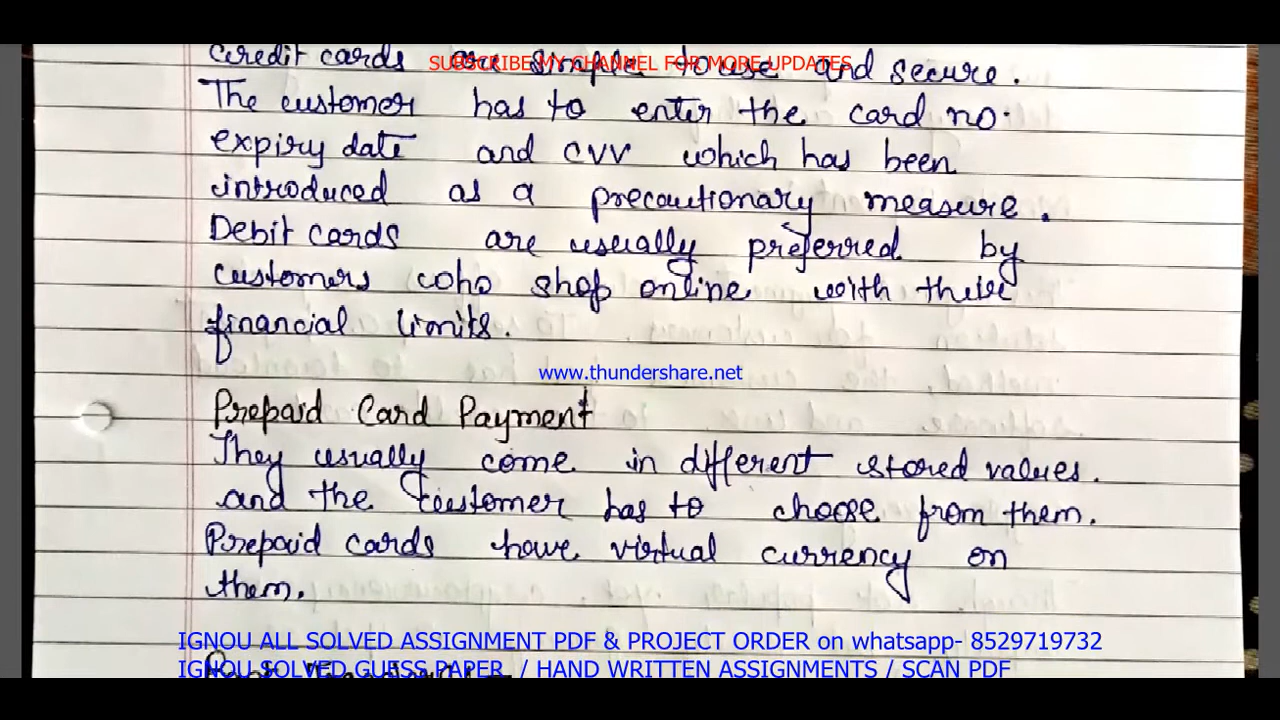 Credit cards are simple to use and secure.
SUBSCRIBE MY CHANNEL FOR MORE UPDATES
The customer has to enter the card no.
expiry date and CVV which has been
introduced as a precautionary measure.
Debit cards are usually preferred by
customers who shop online with their
financial limits.
www.thundershare.net
Prepaid Card Payment
They usually come in different stored values.
and the customer has to choose from them.
Prepaid cards have virtual currency on
them.
IGNOU ALL SOLVED ASSIGNMENT PDF & PROJECT ORDER on whatsapp- 8529719732
IGNOU SOLVED GUESS PAPER / HAND WRITTEN ASSIGNMENTS / SCAN PDF